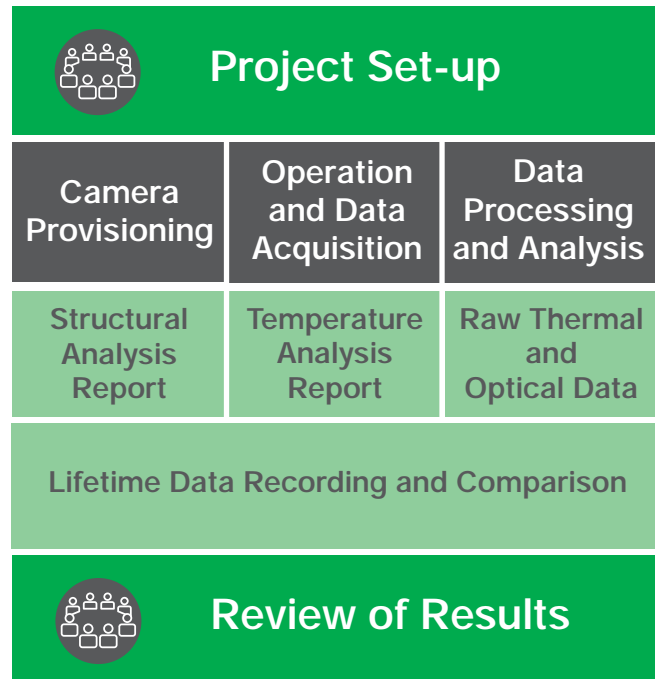 Project Set-up
Camera
Provisioning
Operation
and Data
Acquisition
Data
Processing
and Analysis
Structural
Analysis
Report
Temperature
Analysis
Report
Raw Thermal
and
Optical Data
Lifetime Data Recording and Comparison
Review of Results